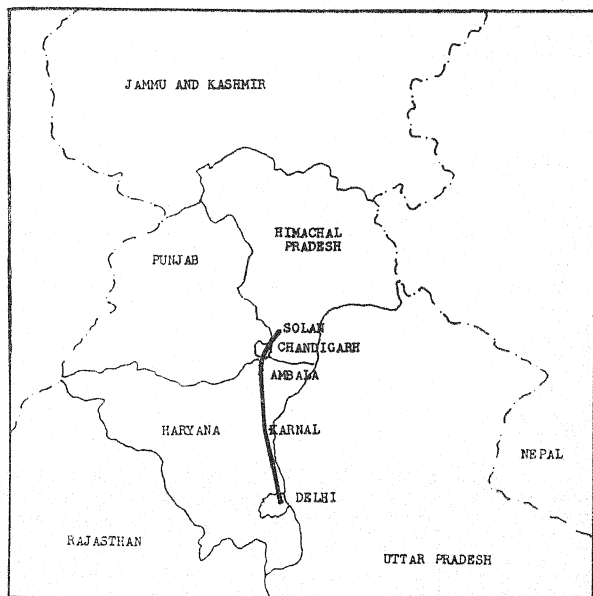 JAMMU AND KASHMIR
HIMACHAL
PRADESH
PUNJAB
SOLAN
CHANDIGARH
AMBALA
HARYANA
KARNAL
NEPAL
DELHI
RAJASTHAN
UTTAR PRADESH